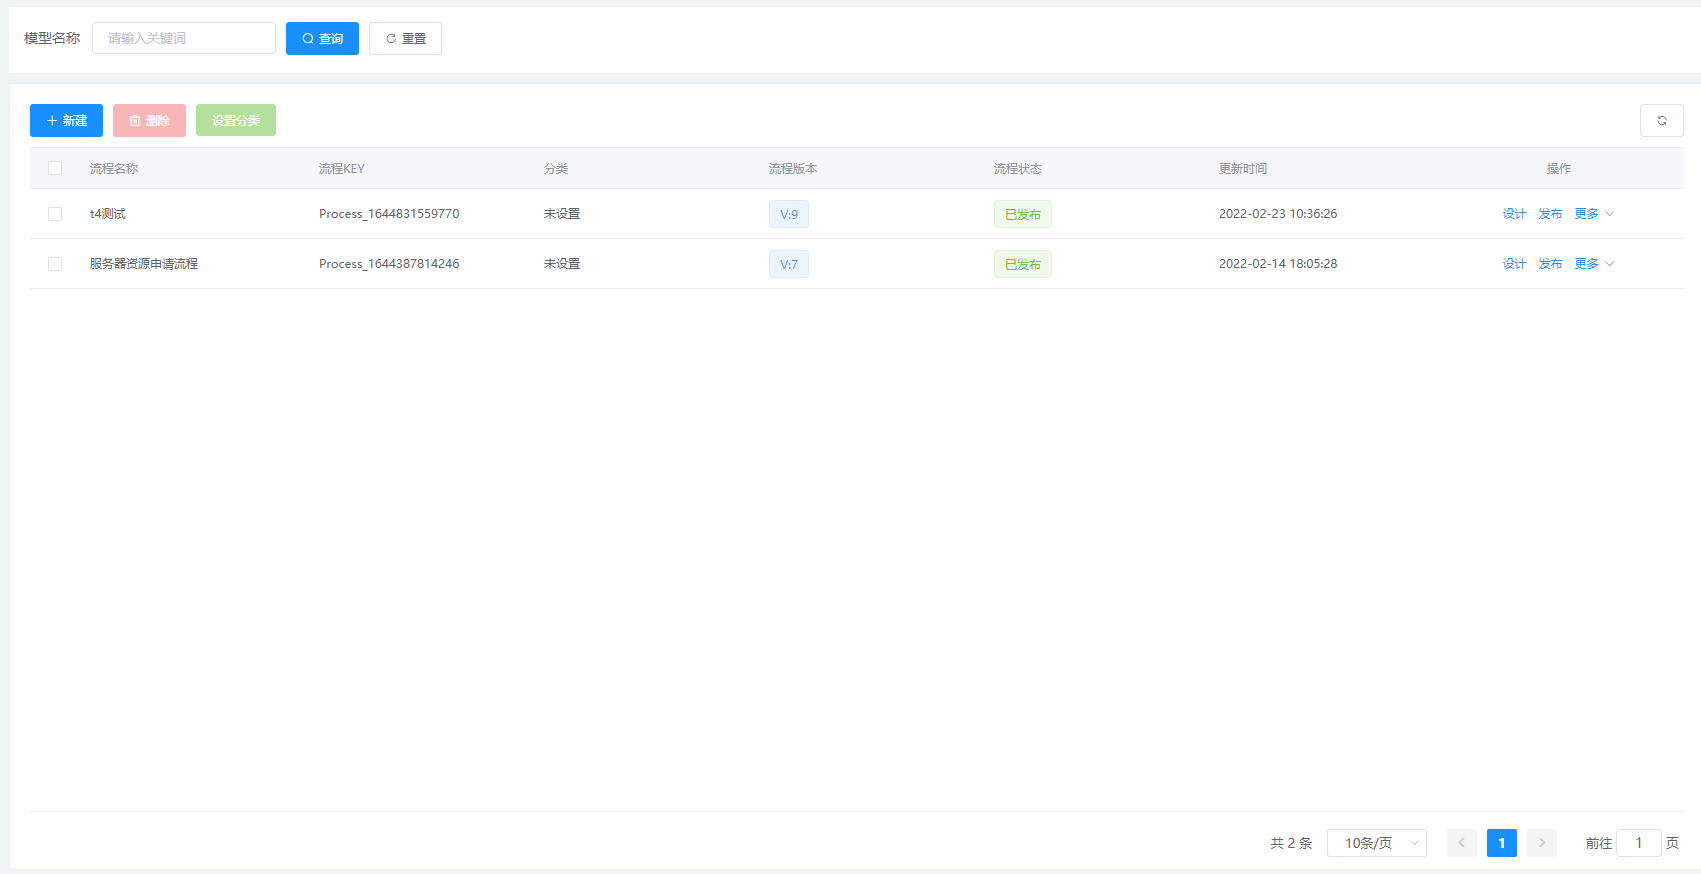 模型名称 请输入关键词 查询 重置
新建 删除 设置分类
流程名称 流程KEY 分类 流程版本 流程状态 更新时间 操作
t4测试 Process_1644831559770 未设置 V:9 已发布 2022-02-23 10:36:26 设计 发布 更多
服务器资源申请流程 Process_1644387814246 未设置 V:7 已发布 2022-02-14 18:05:28 设计 发布 更多
共 2 条 10条/页 1 前往 1 页